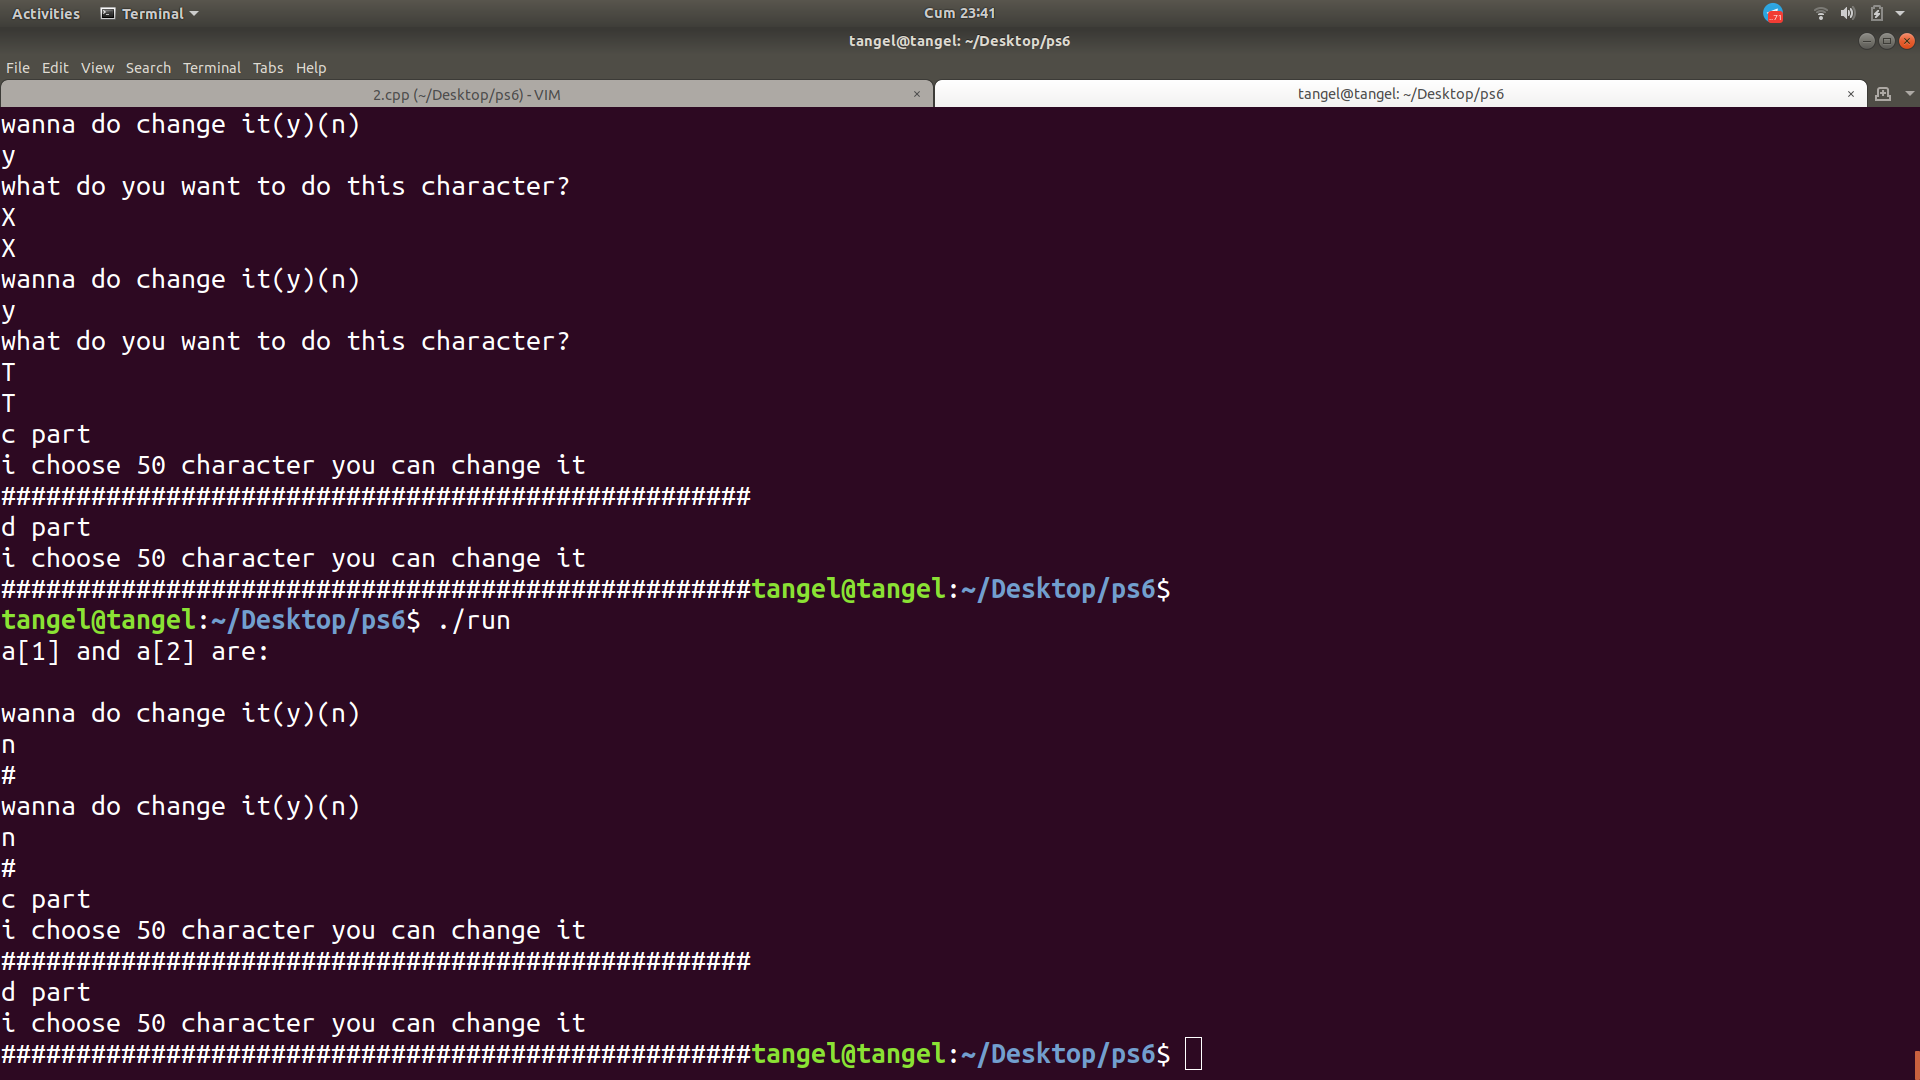 Activities Terminal Cum 23:41
tangel@tangel: ~/Desktop/ps6
File Edit View Search Terminal Tabs Help
2.cpp (~/Desktop/ps6) - VIM × tangel@tangel: ~/Desktop/ps6 ×
wanna do change it(y)(n)
y
what do you want to do this character?
X
X
wanna do change it(y)(n)
y
what do you want to do this character?
T
T
c part
i choose 50 character you can change it
##################################################
d part
i choose 50 character you can change it
##################################################tangel@tangel:~/Desktop/ps6$
tangel@tangel:~/Desktop/ps6$ ./run
a[1] and a[2] are:
wanna do change it(y)(n)
n
#
wanna do change it(y)(n)
n
#
c part
i choose 50 character you can change it
##################################################
d part
i choose 50 character you can change it
##################################################tangel@tangel:~/Desktop/ps6$